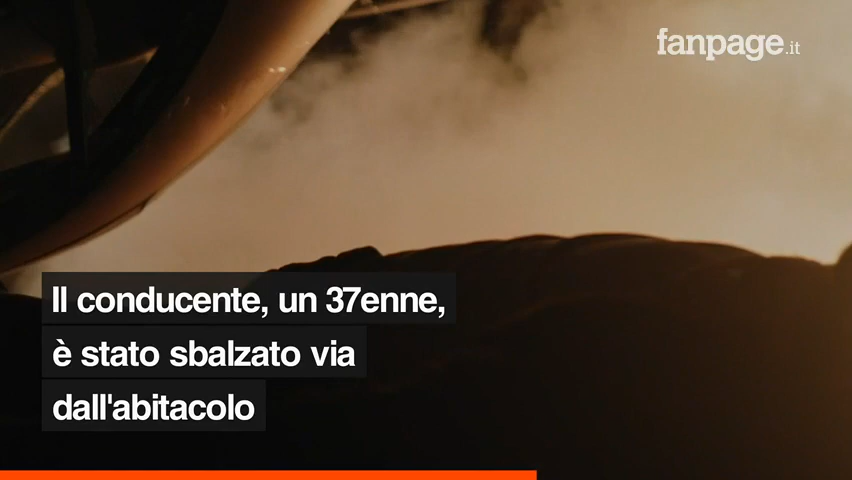 fanpage.it
Il conducente, un 37enne,
è stato sbalzato via
dall'abitacolo